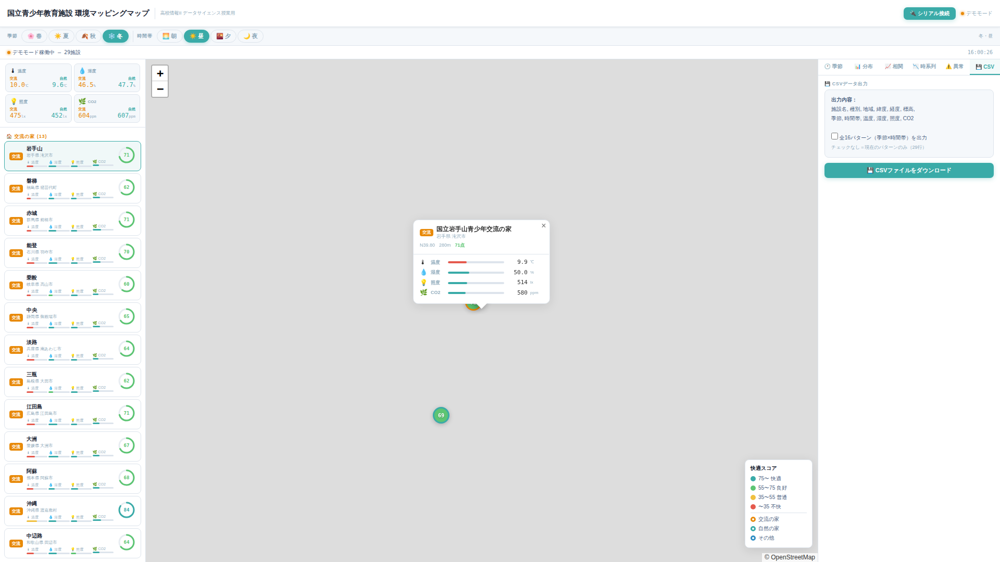 国立青少年教育施設 環境マッピングマップ
高校情報II データサイエンス授業用
🔌 シリアル接続
デモモード
季節
🌸 春
☀️ 夏
🍂 秋
❄️ 冬
時間帯
🌅 朝
☀️ 昼
🌇 夕
🌙 夜
冬・昼
デモモード稼働中 — 29施設
16:00:26
🌡 温度
交流 自然
10.0℃ 9.6℃
💧 湿度
交流 自然
46.5% 47.7%
💡 照度
交流 自然
475lx 452lx
🌿 CO2
交流 自然
604ppm 607ppm
🏠 交流の家 (13)
交流
岩手山
岩手県 滝沢市
🌡 温度 💧 湿度 💡 照度 🌿 CO2
71
交流
磐梯
福島県 猪苗代町
🌡 温度 💧 湿度 💡 照度 🌿 CO2
62
交流
赤城
群馬県 前橋市
🌡 温度 💧 湿度 💡 照度 🌿 CO2
71
交流
能登
石川県 羽咋市
🌡 温度 💧 湿度 💡 照度 🌿 CO2
70
交流
乗鞍
岐阜県 高山市
🌡 温度 💧 湿度 💡 照度 🌿 CO2
60
交流
中央
静岡県 御殿場市
🌡 温度 💧 湿度 💡 照度 🌿 CO2
65
交流
淡路
兵庫県 南あわじ市
🌡 温度 💧 湿度 💡 照度 🌿 CO2
64
交流
三瓶
島根県 大田市
🌡 温度 💧 湿度 💡 照度 🌿 CO2
62
交流
江田島
広島県 江田島市
🌡 温度 💧 湿度 💡 照度 🌿 CO2
71
交流
大洲
愛媛県 大洲市
🌡 温度 💧 湿度 💡 照度 🌿 CO2
67
交流
阿蘇
熊本県 阿蘇市
🌡 温度 💧 湿度 💡 照度 🌿 CO2
68
交流
沖縄
沖縄県 渡嘉敷村
🌡 温度 💧 湿度 💡 照度 🌿 CO2
84
交流
中辺路
和歌山県 田辺市
🌡 温度 💧 湿度 💡 照度 🌿 CO2
64
+
−
×
交流
国立岩手山青少年交流の家
岩手県 滝沢市
N39.80 280m 71点
🌡 温度 9.9 ℃
💧 湿度 50.0 %
💡 照度 514 lx
🌿 CO2 580 ppm
69
快適スコア
75〜 快適
55〜75 良好
35〜55 普通
〜35 不快
交流の家
自然の家
その他
© OpenStreetMap
🕐 季節
📊 分布
📈 相関
📉 時系列
⚠️ 異常
💾 CSV
💾 CSVデータ出力
出力内容：
施設名, 種別, 地域, 緯度, 経度, 標高,
季節, 時間帯, 温度, 湿度, 照度, CO2
全16パターン（季節×時間帯）を出力
チェックなし＝現在のパターンのみ（29行）
💾 CSVファイルをダウンロード